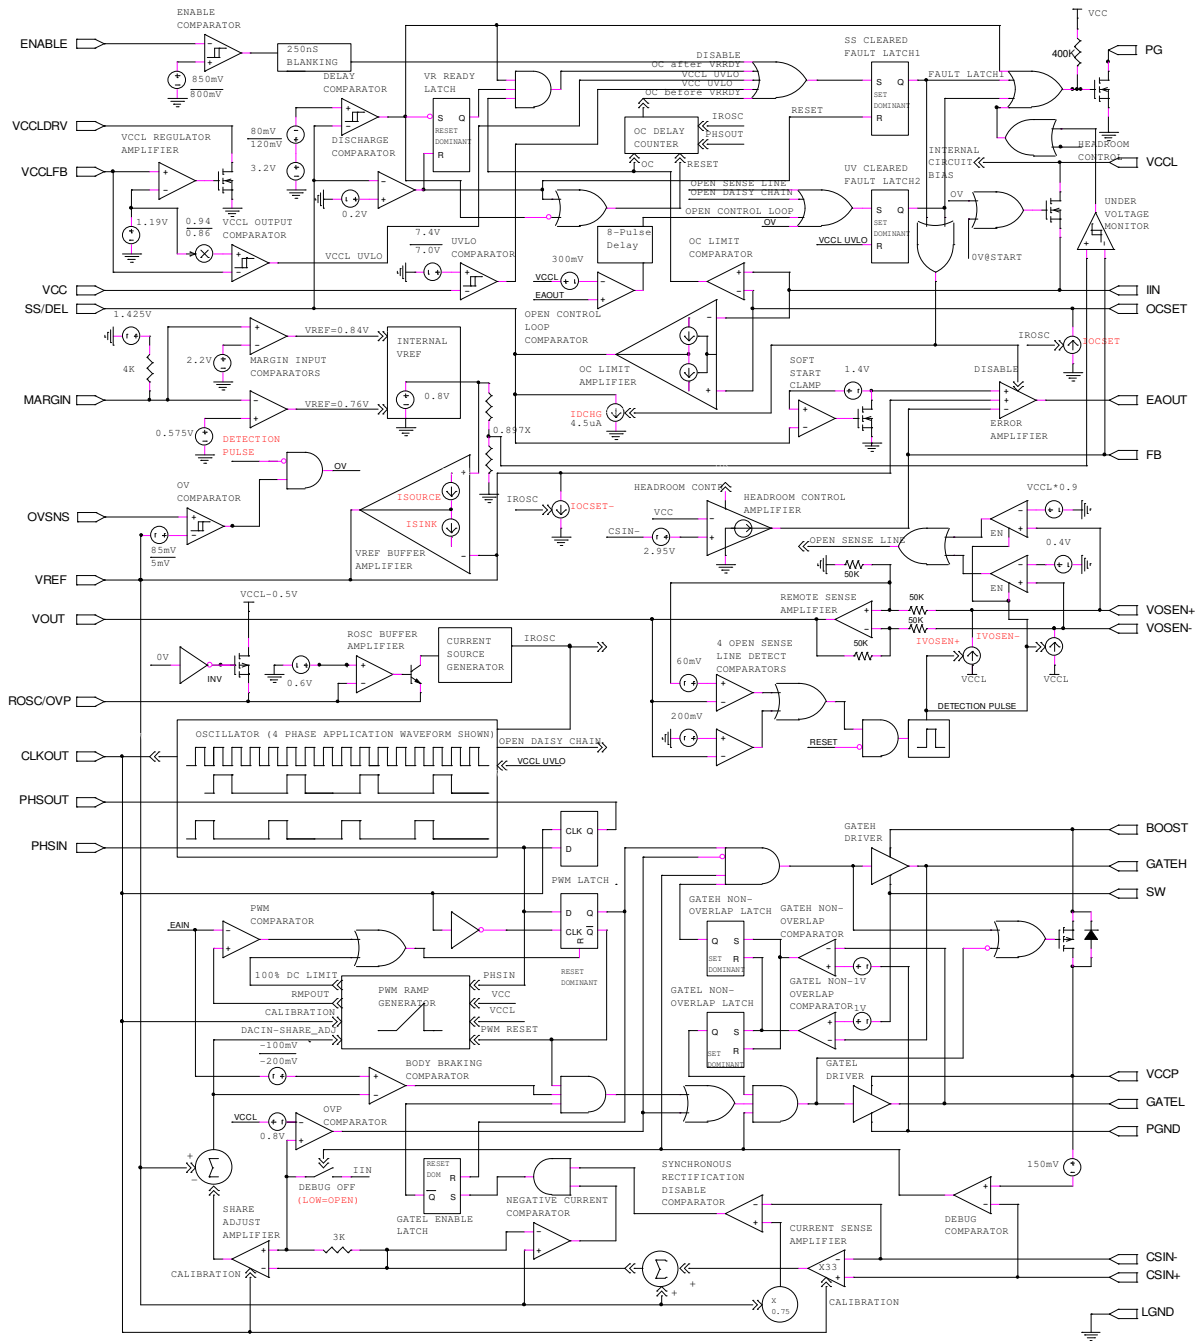 ENABLE
COMPARATOR
ENABLE
250nS
BLANKING
850mV
800mV
DELAY
COMPARATOR
VR READY
LATCH
S Q
RESET
DOMINANT
R
DISABLE
OC after VRRDY
VCCL UVLO
VCC UVLO
OC before VRRDY
SS CLEARED
FAULT LATCH1
S Q
SET
DOMINANT
R
FAULT LATCH1
VCC
400K
PG
VCCLDRV
VCCL REGULATOR
AMPLIFIER
80mV
120mV
3.2V
DISCHARGE
COMPARATOR
OC DELAY
COUNTER
IROSC
PHSOUT
RESET
OC
RESET
INTERNAL
CIRCUIT
BIAS
HEADROOM
CONTROL
VCCL
VCCLFB
0.2V
OPEN SENSE LINE
OPEN DAISY CHAIN
OPEN CONTROL LOOP
OV
UV CLEARED
FAULT LATCH2
S Q
SET
DOMINANT
R
VCCL UVLO
OV
0V@START
UNDER
VOLTAGE
MONITOR
1.19V
0.94
0.86
VCCL OUTPUT
COMPARATOR
VCCL UVLO
7.4V
7.0V
UVLO
COMPARATOR
8-Pulse
Delay
300mV
VCCL
EAOUT
OC LIMIT
COMPARATOR
VCC
IIN
SS/DEL
OCSET
1.425V
4K
VREF=0.84V
INTERNAL
VREF
2.2V
MARGIN INPUT
COMPARATORS
OPEN CONTROL
LOOP
COMPARATOR
OC LIMIT
AMPLIFIER
SOFT
START
CLAMP
1.4V
IROSC
IOCSET
DISABLE
MARGIN
VREF=0.76V
0.8V
0.575V
DETECTION
PULSE
IDCHG
4.5uA
0.897X
ERROR
AMPLIFIER
EAOUT
FB
OV
OV
COMPARATOR
ISOURCE
ISINK
IROSC
IOCSET-
HEADROOM CONTR
HEADROOM CONTROL
AMPLIFIER
VCC
CSIN-
2.95V
VCCL*0.9
EN
0.4V
OVSNS
85mV
5mV
VREF BUFFER
AMPLIFIER
OPEN SENSE LINE
EN
VREF
VCCL-0.5V
50K
REMOTE SENSE
AMPLIFIER
50K
50K
50K
VOSEN+
VOUT
VOSEN-
0V
INV
ROSC BUFFER
AMPLIFIER
CURRENT
SOURCE
GENERATOR
IROSC
0.6V
60mV
4 OPEN SENSE
LINE DETECT
COMPARATORS
IVOSEN+
IVOSEN-
VCCL
VCCL
ROSC/OVP
200mV
DETECTION PULSE
RESET
OSCILLATOR (4 PHASE APPLICATION WAVEFORM SHOWN)
OPEN DAISY CHAIN
VCCL UVLO
CLKOUT
PHSOUT
PHSIN
CLK Q
D
GATEH
DRIVER
BOOST
GATEH
SW
PWM LATCH
D Q
CLK Q
R
RESET
DOMINANT
PWM
COMPARATOR
EAIN
GATEH NON-
OVERLAP LATCH
Q S
R
SET
DOMINANT
GATEH NON-
OVERLAP
COMPARATOR
1V
100% DC LIMIT
RMPOUT
CALIBRATION
DACIN-SHARE_ADJ
PWM RAMP
GENERATOR
PHSIN
VCC
VCCL
PWM RESET
GATEL NON-
OVERLAP LATCH
Q S
R
SET
DOMINANT
GATEL NON-
OVERLAP
COMPARATOR
1V
-100mV
-200mV
BODY BRAKING
COMPARATOR
GATEL
DRIVER
VCCP
GATEL
PGND
VCCL
0.8V
OVP
COMPARATOR
IIN
DEBUG OFF
(LOW=OPEN)
RESET
DOM
R
Q S
GATEL ENABLE
LATCH
NEGATIVE CURRENT
COMPARATOR
SYNCHRONOUS
RECTIFICATION
DISABLE
COMPARATOR
150mV
DEBUG
COMPARATOR
SHARE
ADJUST
AMPLIFIER
3K
CURRENT SENSE
AMPLIFIER
X33
CSIN-
CSIN+
CALIBRATION
X
0.75
CALIBRATION
LGND